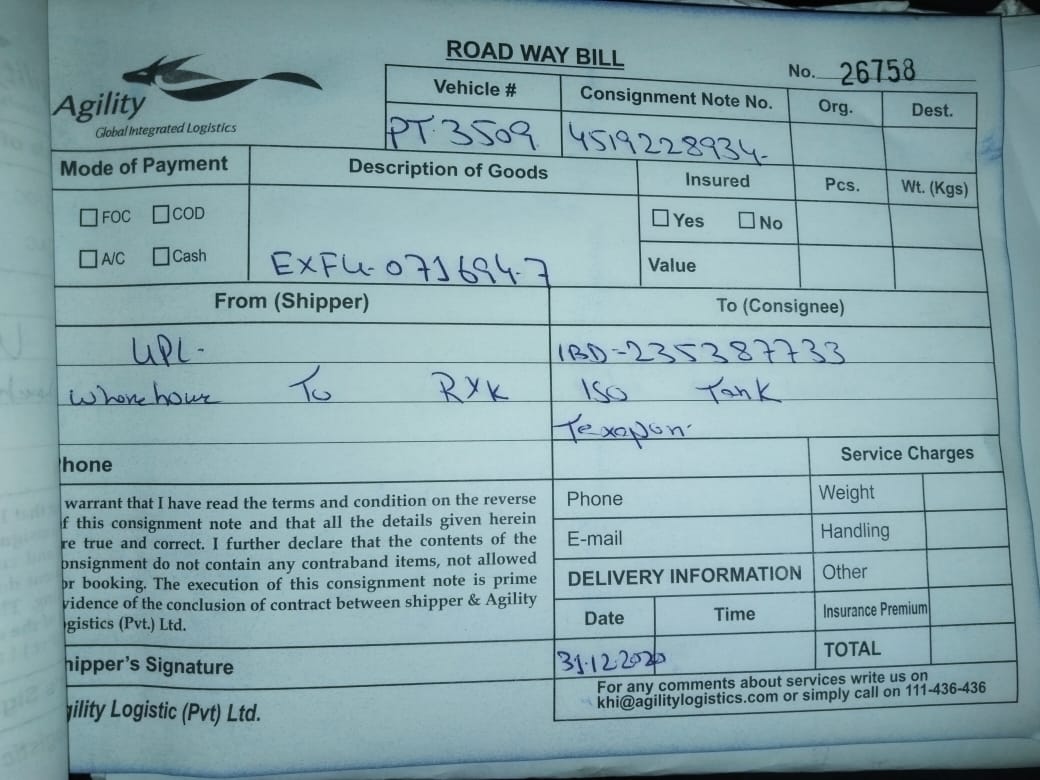 ROAD WAY BILL
No. 26758
Agility
Global Integrated Logistics
Vehicle #
Consignment Note No.
Org.
Dest.
PT.3509
4519228934-
Mode of Payment
Description of Goods
Insured
Pcs.
Wt. (Kgs)
FOC
COD
Yes
No
A/C
Cash
EXFU-071694-7
Value
From (Shipper)
To (Consignee)
UPL-
IBD-235387733
To RYK
ISO Tank
Texapon.
hone
Service Charges
warrant that I have read the terms and condition on the reverse
f this consignment note and that all the details given herein
re true and correct. I further declare that the contents of the
onsignment do not contain any contraband items, not allowed
or booking. The execution of this consignment note is prime
vidence of the conclusion of contract between shipper & Agility
gistics (Pvt.) Ltd.
Phone
Weight
E-mail
Handling
DELIVERY INFORMATION
Other
Date
Time
Insurance Premium
hipper's Signature
31.12.2020
TOTAL
gility Logistic (Pvt) Ltd.
For any comments about services write us on
khi@agilitylogistics.com or simply call on 111-436-436